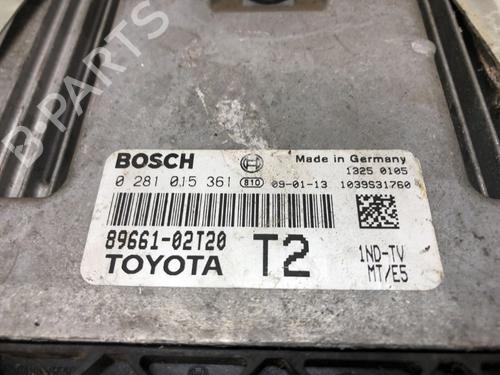 BOSCH
Made in Germany
1325 0105
0 281 015 361 810 09-01-13 1039S31760
89661-02T20
TOYOTA T2
1ND-TV
MT/E5
B-PARTS